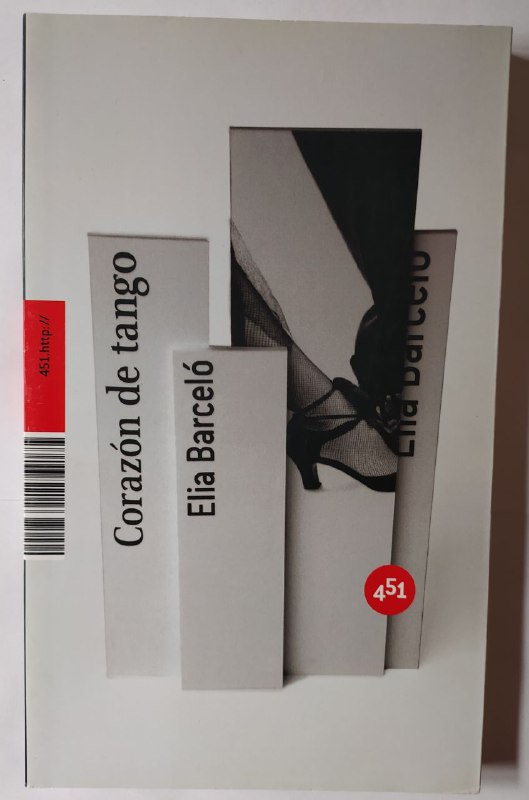 Corazón de tango
Elia Barceló
Elia Barceló
451
451.http://